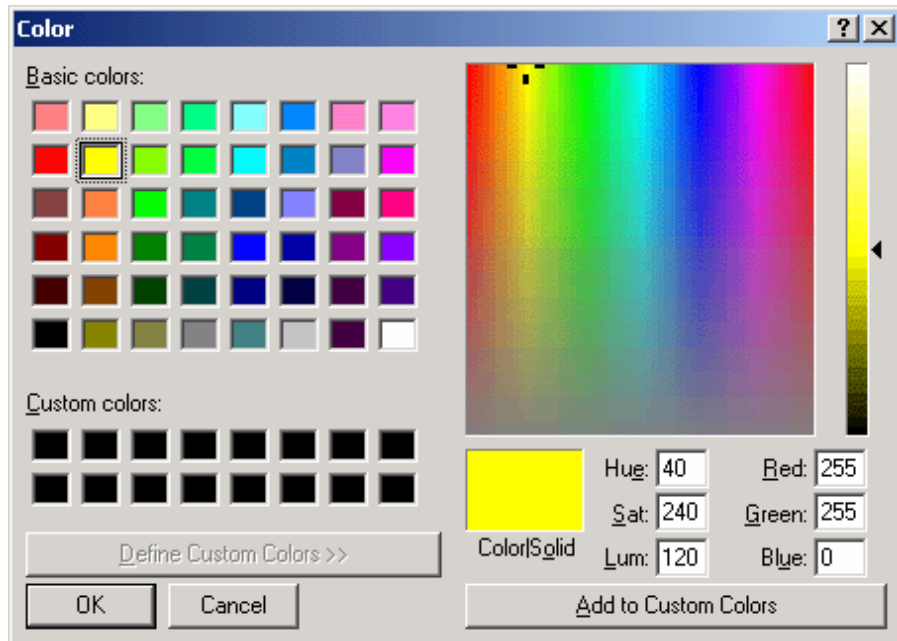 Color
Basic colors:
Custom colors:
Define Custom Colors >>
OK Cancel
Color|Solid
Hue: 40 Red: 255
Sat: 240 Green: 255
Lum: 120 Blue: 0
Add to Custom Colors